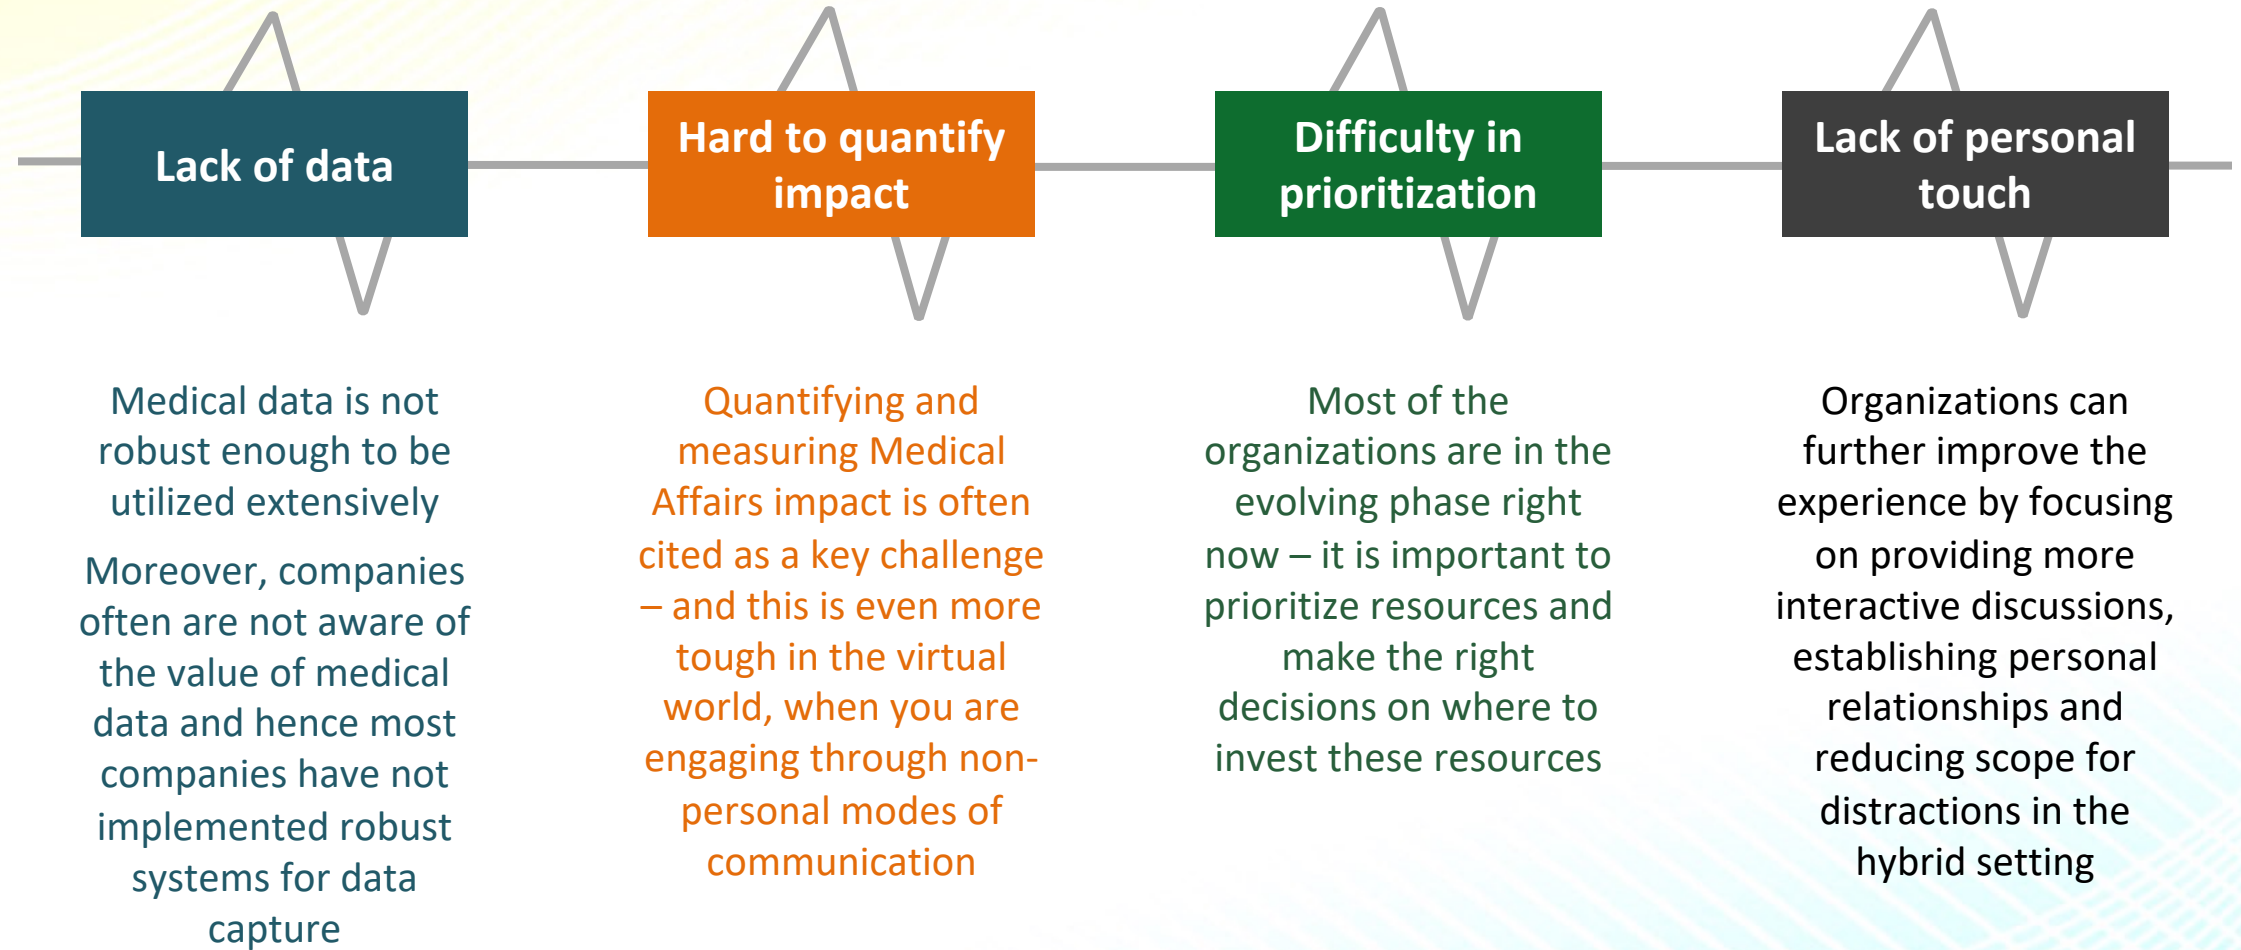 Lack of data
Medical data is not
robust enough to be
utilized extensively
Moreover, companies
often are not aware of
the value of medical
data and hence most
companies have not
implemented robust
systems for data
capture
Hard to quantify
impact
Quantifying and
measuring Medical
Affairs impact is often
cited as a key challenge
– and this is even more
tough in the virtual
world, when you are
engaging through non-
personal modes of
communication
Difficulty in
prioritization
Most of the
organizations are in the
evolving phase right
now – it is important to
prioritize resources and
make the right
decisions on where to
invest these resources
Lack of personal
touch
Organizations can
further improve the
experience by focusing
on providing more
interactive discussions,
establishing personal
relationships and
reducing scope for
distractions in the
hybrid setting